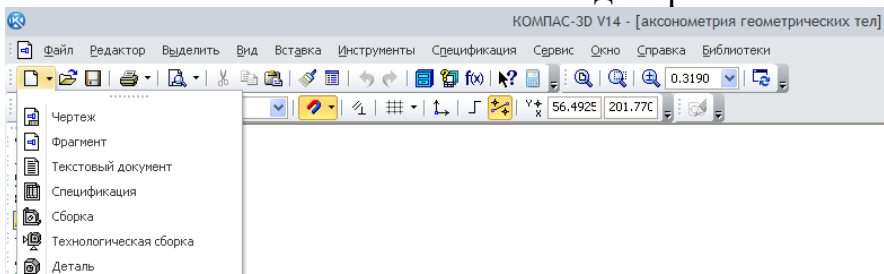 КОМПАС-3D V14 - [аксонометрия геометрических тел]
Файл Редактор Выделить Вид Вставка Инструменты Спецификация Сервис Окно Справка Библиотеки
f(x) 0.3190
56.4925 201.770
Чертеж
Фрагмент
Текстовый документ
Спецификация
Сборка
Технологическая сборка
Деталь